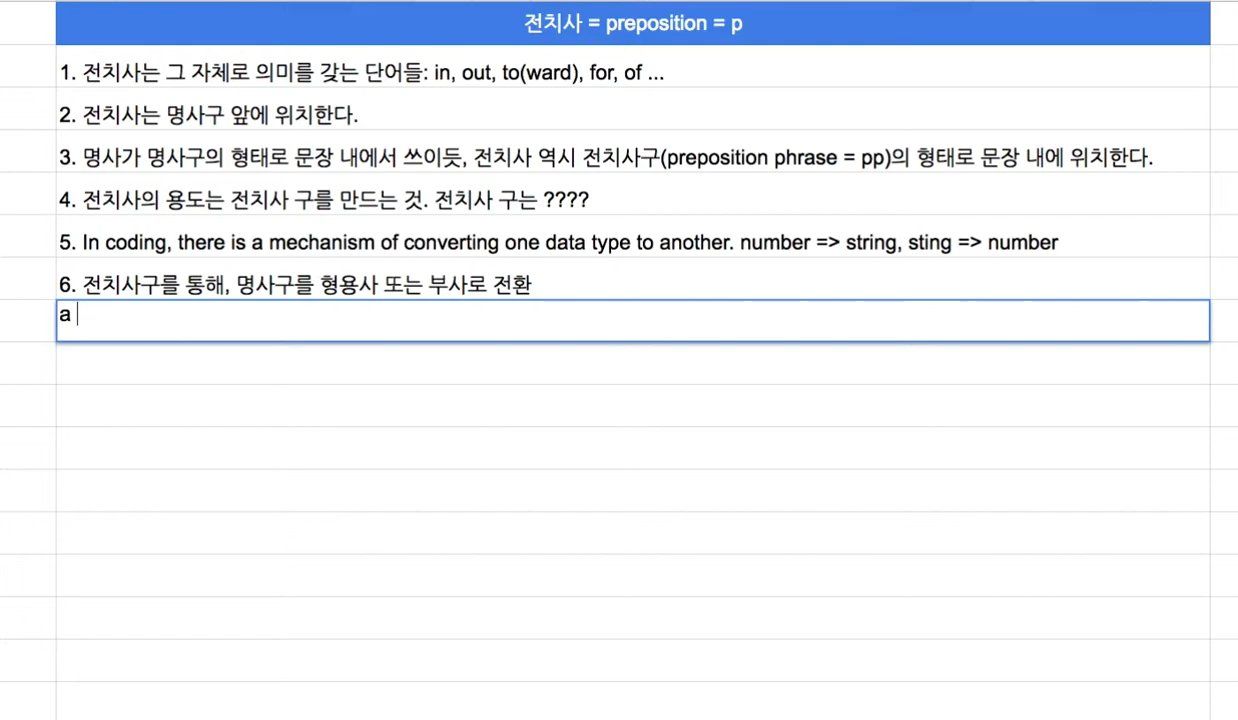 전치사 = preposition = p
1. 전치사는 그 자체로 의미를 갖는 단어들: in, out, to(ward), for, of ...
2. 전치사는 명사구 앞에 위치한다.
3. 명사가 명사구의 형태로 문장 내에서 쓰이듯, 전치사 역시 전치사구(preposition phrase = pp)의 형태로 문장 내에 위치한다.
4. 전치사의 용도는 전치사 구를 만드는 것. 전치사 구는 ????
5. In coding, there is a mechanism of converting one data type to another. number => string, sting => number
6. 전치사구를 통해, 명사구를 형용사 또는 부사로 전환
a